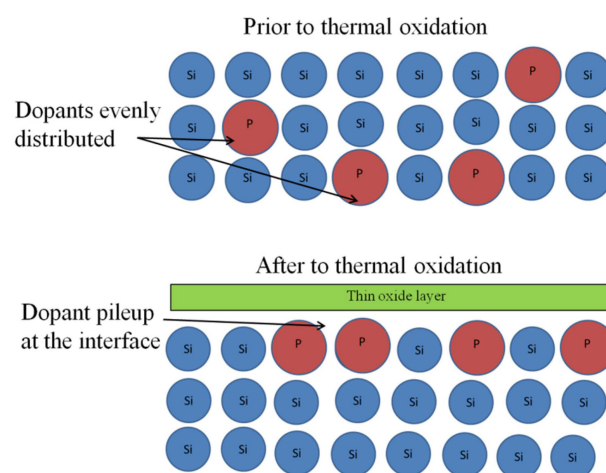 Prior to thermal oxidation
Si Si Si Si Si Si P Si
Dopants evenly
distributed
Si P Si Si Si Si Si Si
Si Si Si P Si P Si Si
After to thermal oxidation
Thin oxide layer
Dopant pileup
at the interface
Si Si P P Si P Si P
Si Si Si Si Si Si Si Si
Si Si Si Si Si Si Si Si